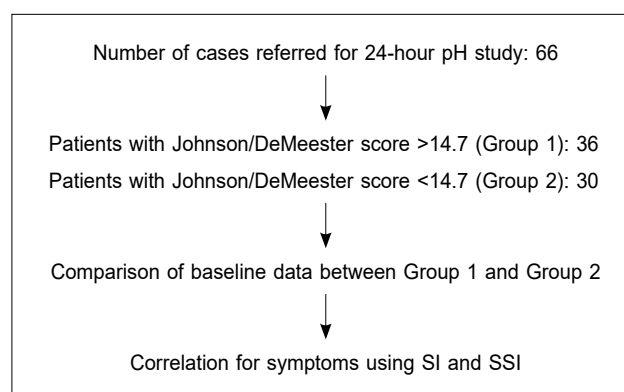 Number of cases referred for 24-hour pH study: 66
Patients with Johnson/DeMeester score >14.7 (Group 1): 36
Patients with Johnson/DeMeester score <14.7 (Group 2): 30
Comparison of baseline data between Group 1 and Group 2
Correlation for symptoms using SI and SSI